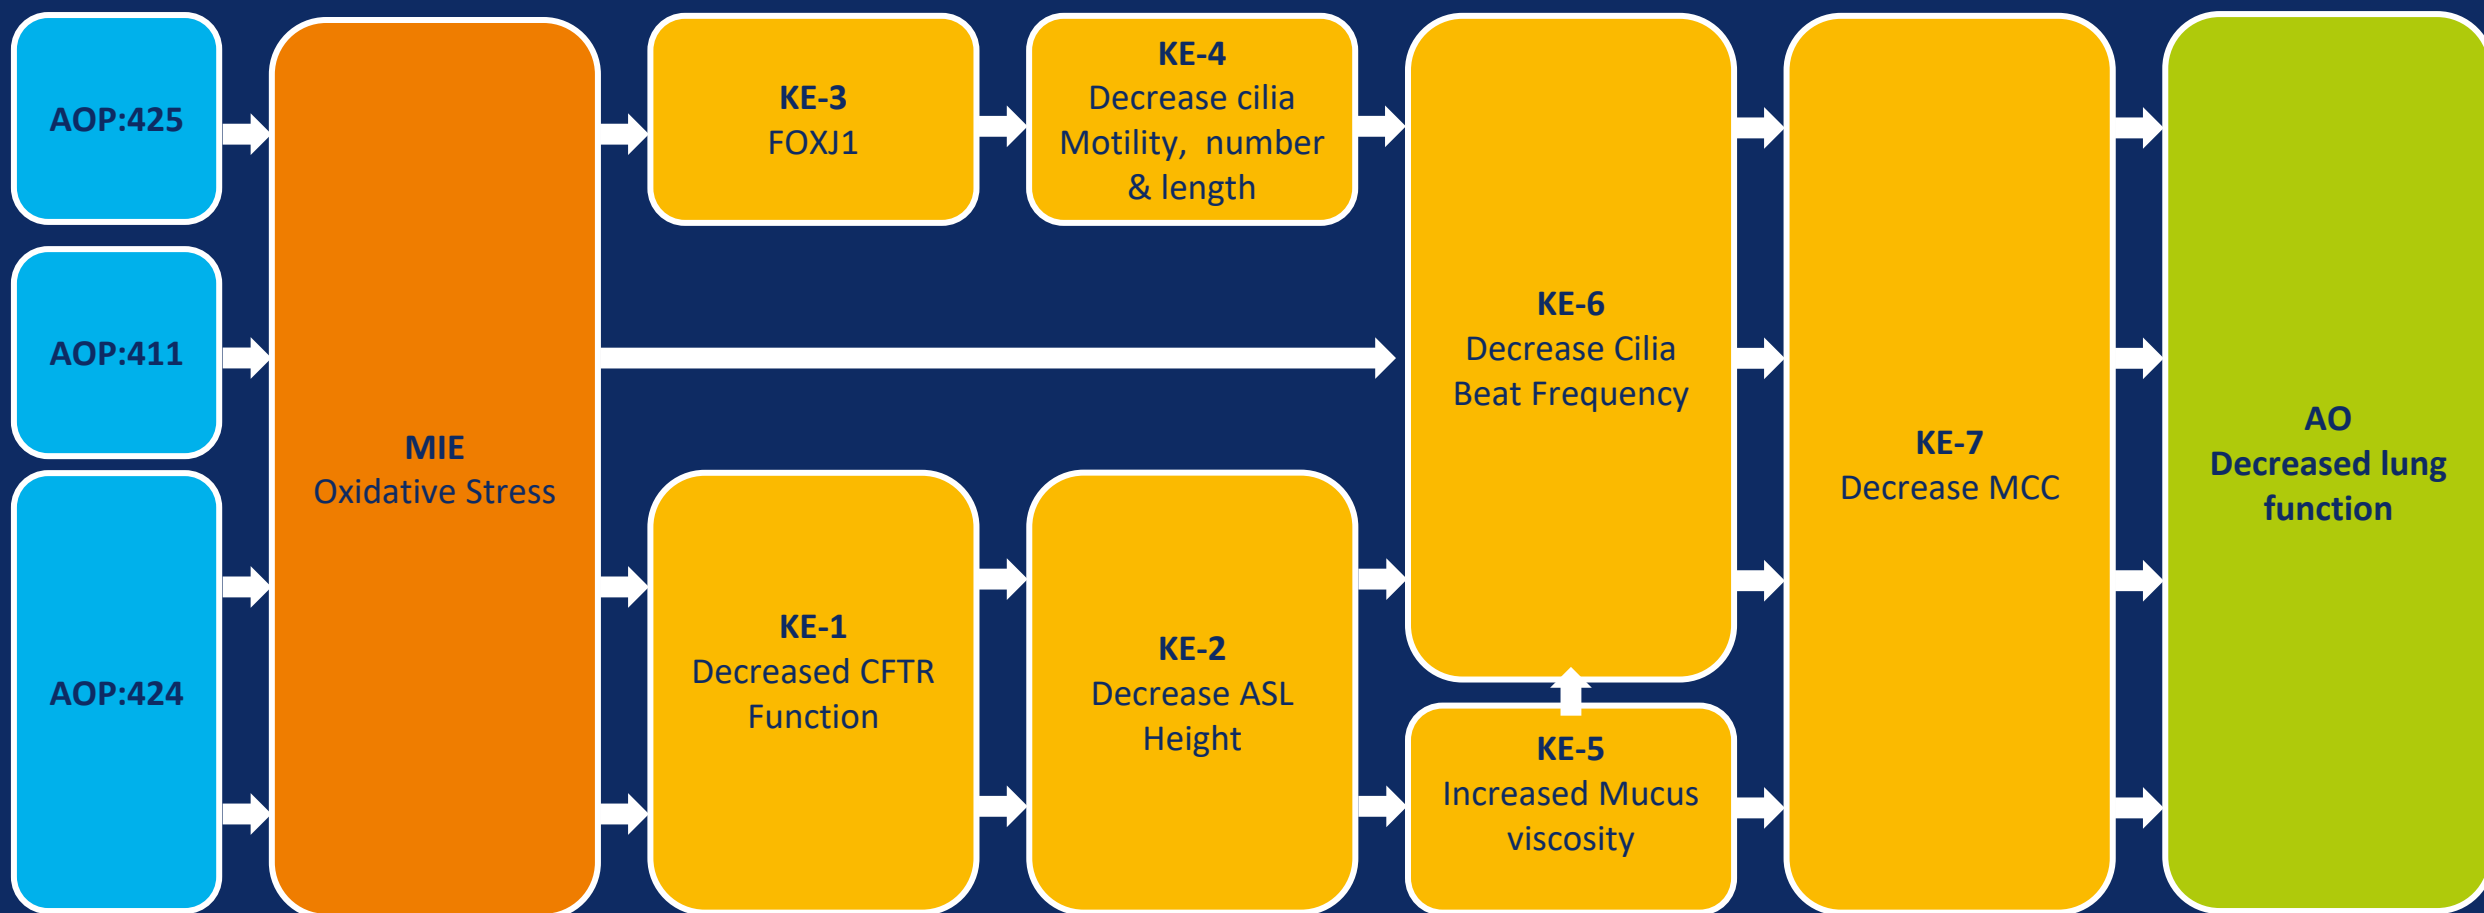 AOP:425
AOP:411
AOP:424
MIE
Oxidative Stress
KE-3
FOXJ1
KE-4
Decrease cilia
Motility, number
& length
KE-1
Decreased CFTR
Function
KE-2
Decrease ASL
Height
KE-6
Decrease Cilia
Beat Frequency
KE-5
Increased Mucus
viscosity
KE-7
Decrease MCC
AO
Decreased lung
function